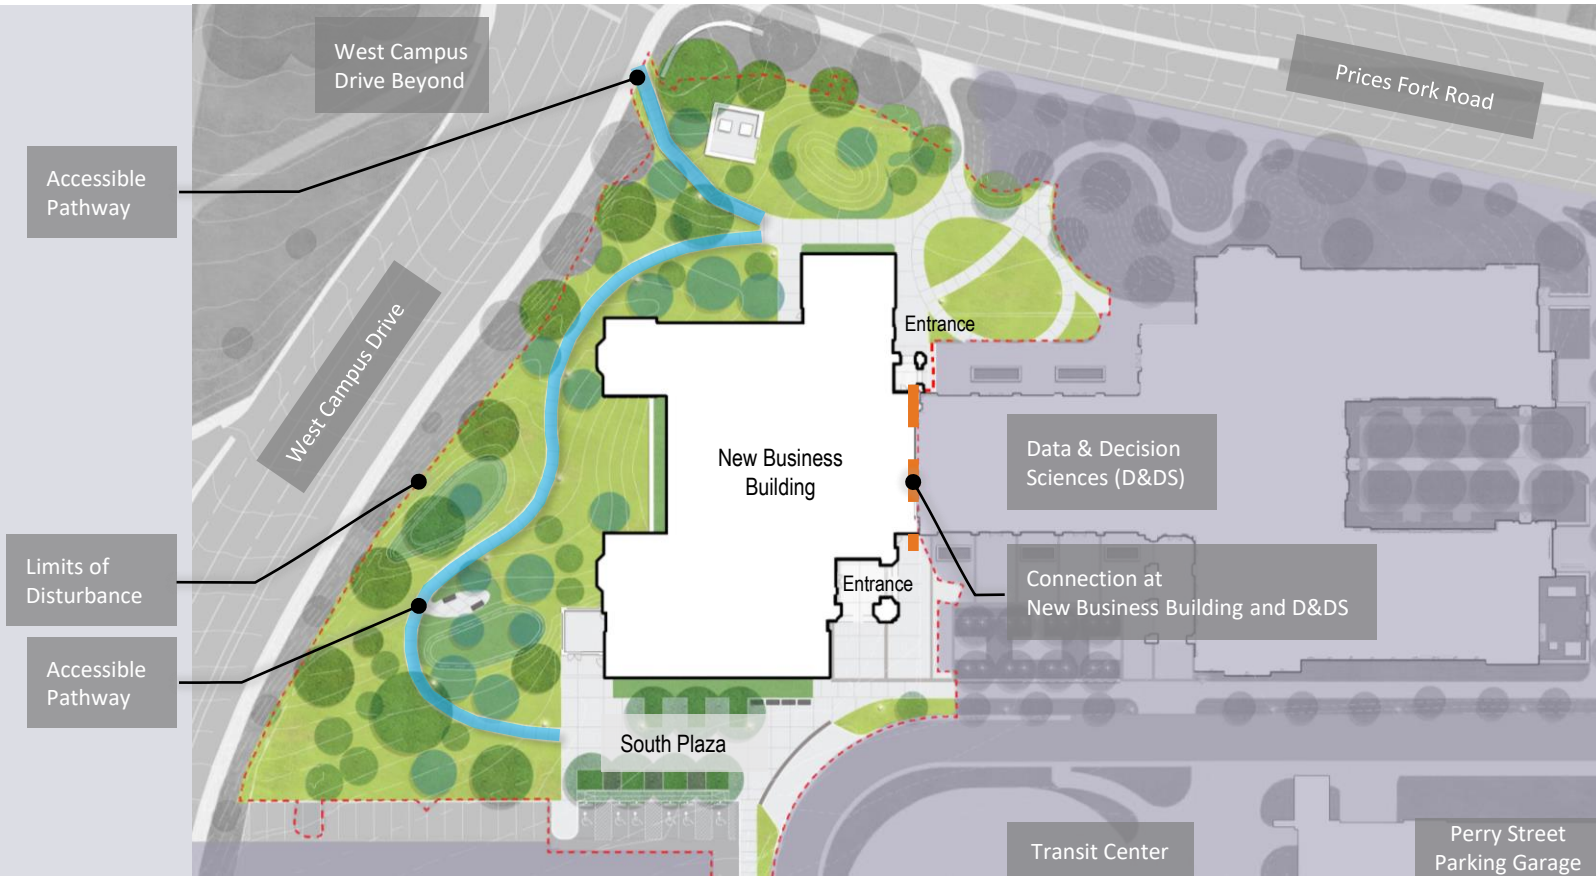 West Campus
Drive Beyond
Prices Fork Road
Accessible
Pathway
West Campus Drive
Entrance
New Business
Building
Data & Decision
Sciences (D&DS)
Limits of
Disturbance
Entrance
Connection at
New Business Building and D&DS
Accessible
Pathway
South Plaza
Transit Center
Perry Street
Parking Garage